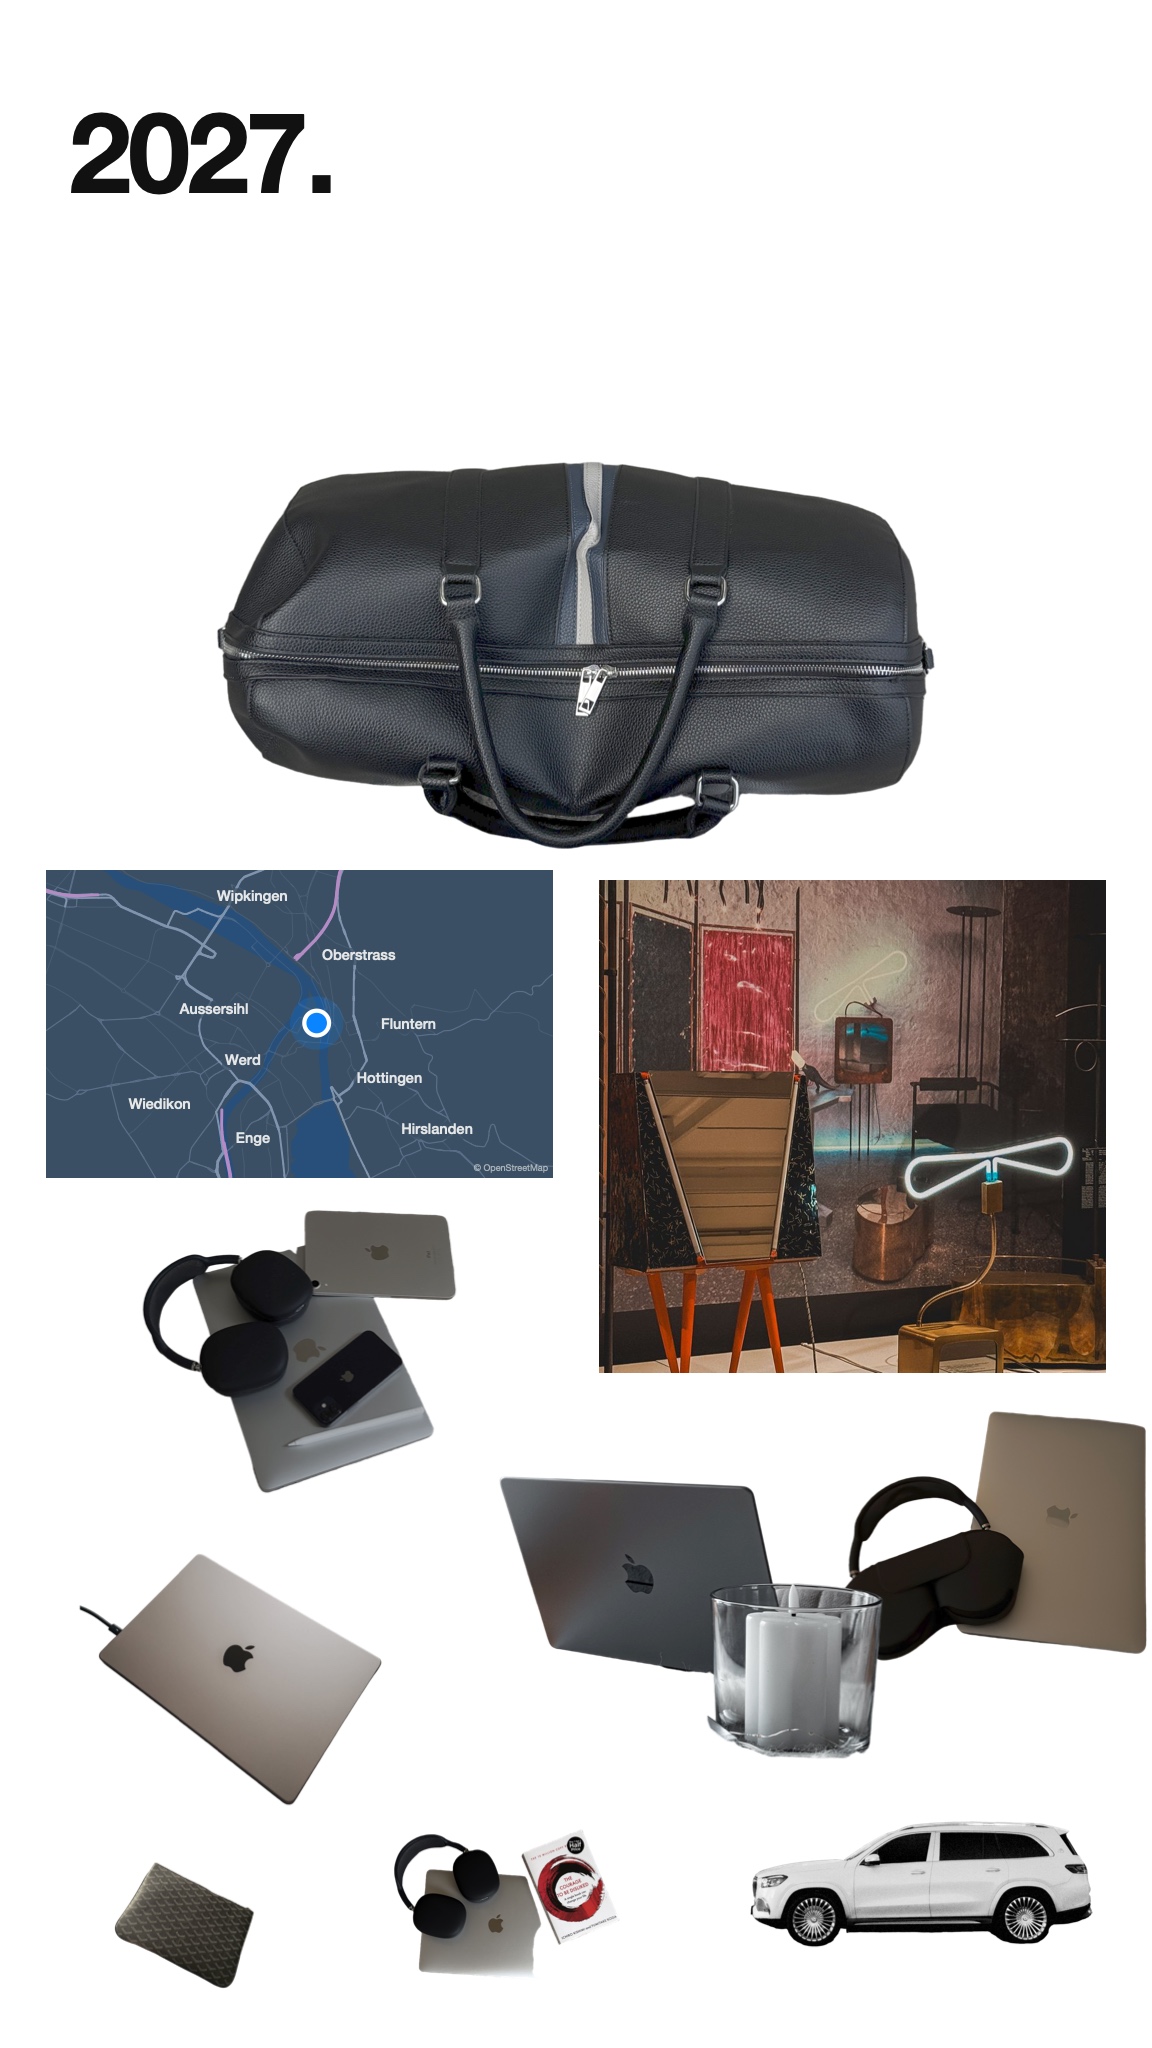 2027.
Wipkingen
Oberstrass
Aussersihl
Fluntern
Werd
Hottingen
Wiedikon
Hirslanden
Enge
© OpenStreetMap
THE
COURAGE
TO BE DISLIKED